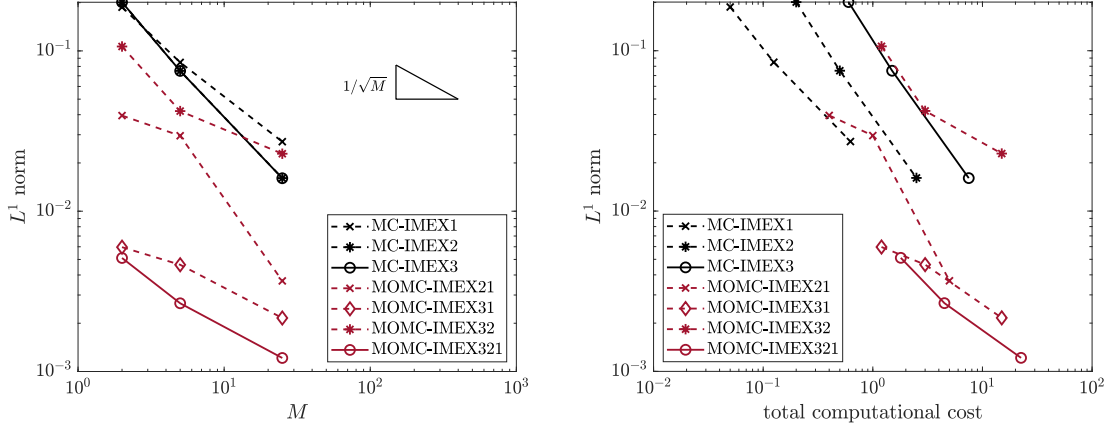 10^{-1}
10^{-2}
10^{-3}
L^1 norm
1/\sqrt{M}
MC-IMEX1
MC-IMEX2
MC-IMEX3
MOMC-IMEX21
MOMC-IMEX31
MOMC-IMEX32
MOMC-IMEX321
10^0
10^1
10^2
10^3
M
10^{-1}
10^{-2}
10^{-3}
L^1 norm
MC-IMEX1
MC-IMEX2
MC-IMEX3
MOMC-IMEX21
MOMC-IMEX31
MOMC-IMEX32
MOMC-IMEX321
10^{-2}
10^{-1}
10^0
10^1
10^2
total computational cost